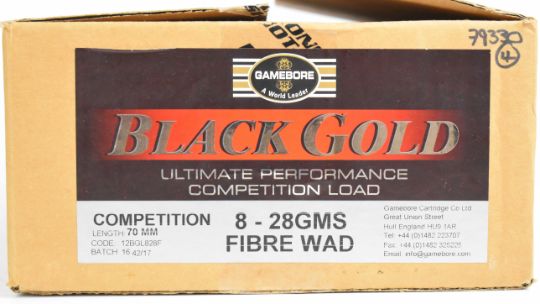 79330
4
GAMEBORE
A World Leader
BLACK GOLD
ULTIMATE PERFORMANCE
COMPETITION LOAD
COMPETITION
LENGTH: 70 MM
CODE: 12BGL828F
BATCH: 16 42/17
8 - 28GMS
FIBRE WAD
Gamebore Cartridge Co Ltd
Great Union Street
Hull England HU9 1AR
Tel: +44 (0)1482 223707
Fax: +44 (0)1482 325225
Email: info@gamebore.com